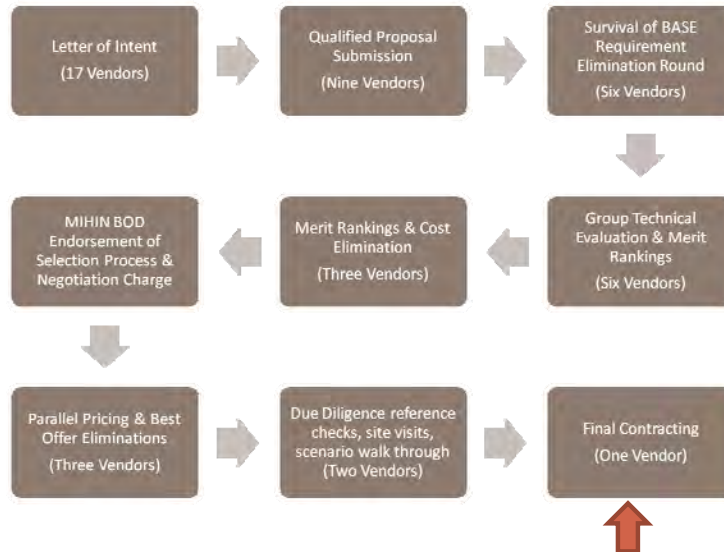 Letter of Intent
(17 Vendors)
Qualified Proposal
Submission
(Nine Vendors)
Survival of BASE
Requirement
Elimination Round
(Six Vendors)
Group Technical
Evaluation & Merit
Rankings
(Six Vendors)
Merit Rankings & Cost
Elimination
(Three Vendors)
MIHIN BOD
Endorsement of
Selection Process &
Negotiation Charge
Parallel Pricing & Best
Offer Eliminations
(Three Vendors)
Due Diligence reference
checks, site visits,
scenario walk through
(Two Vendors)
Final Contracting
(One Vendor)